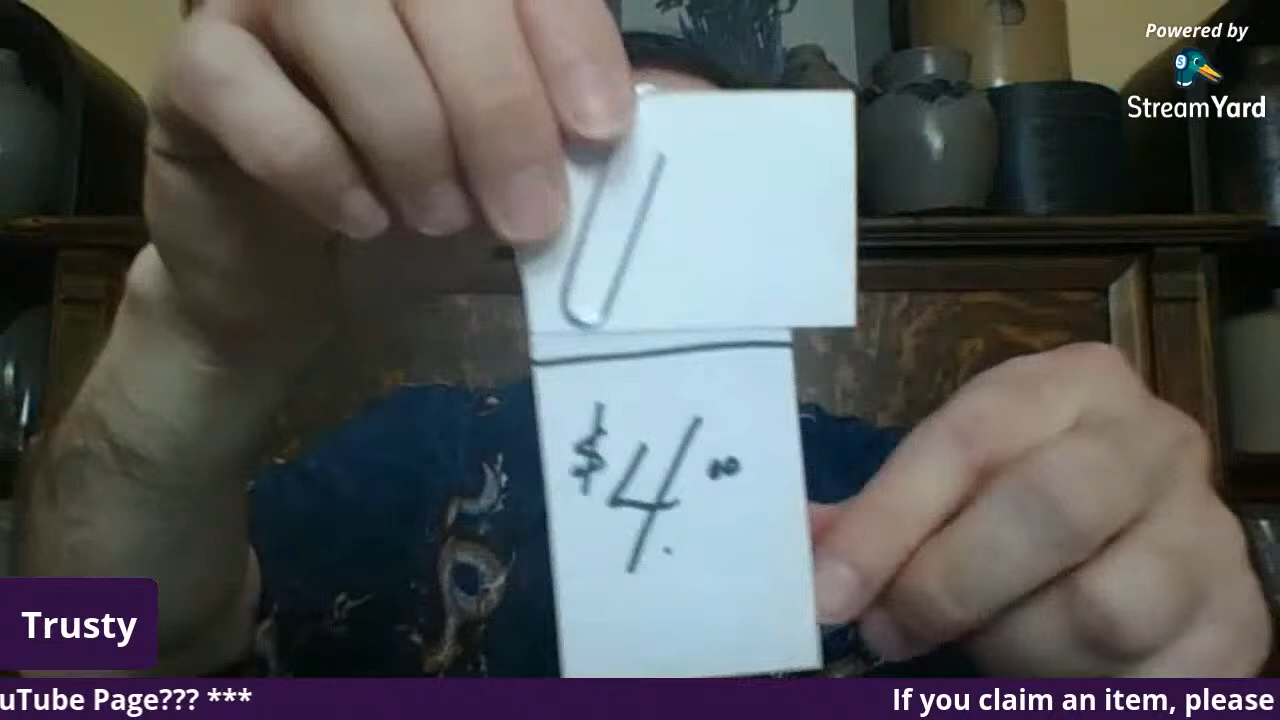 Powered by
StreamYard
$4.00
Trusty
uTube Page??? ***
If you claim an item, please